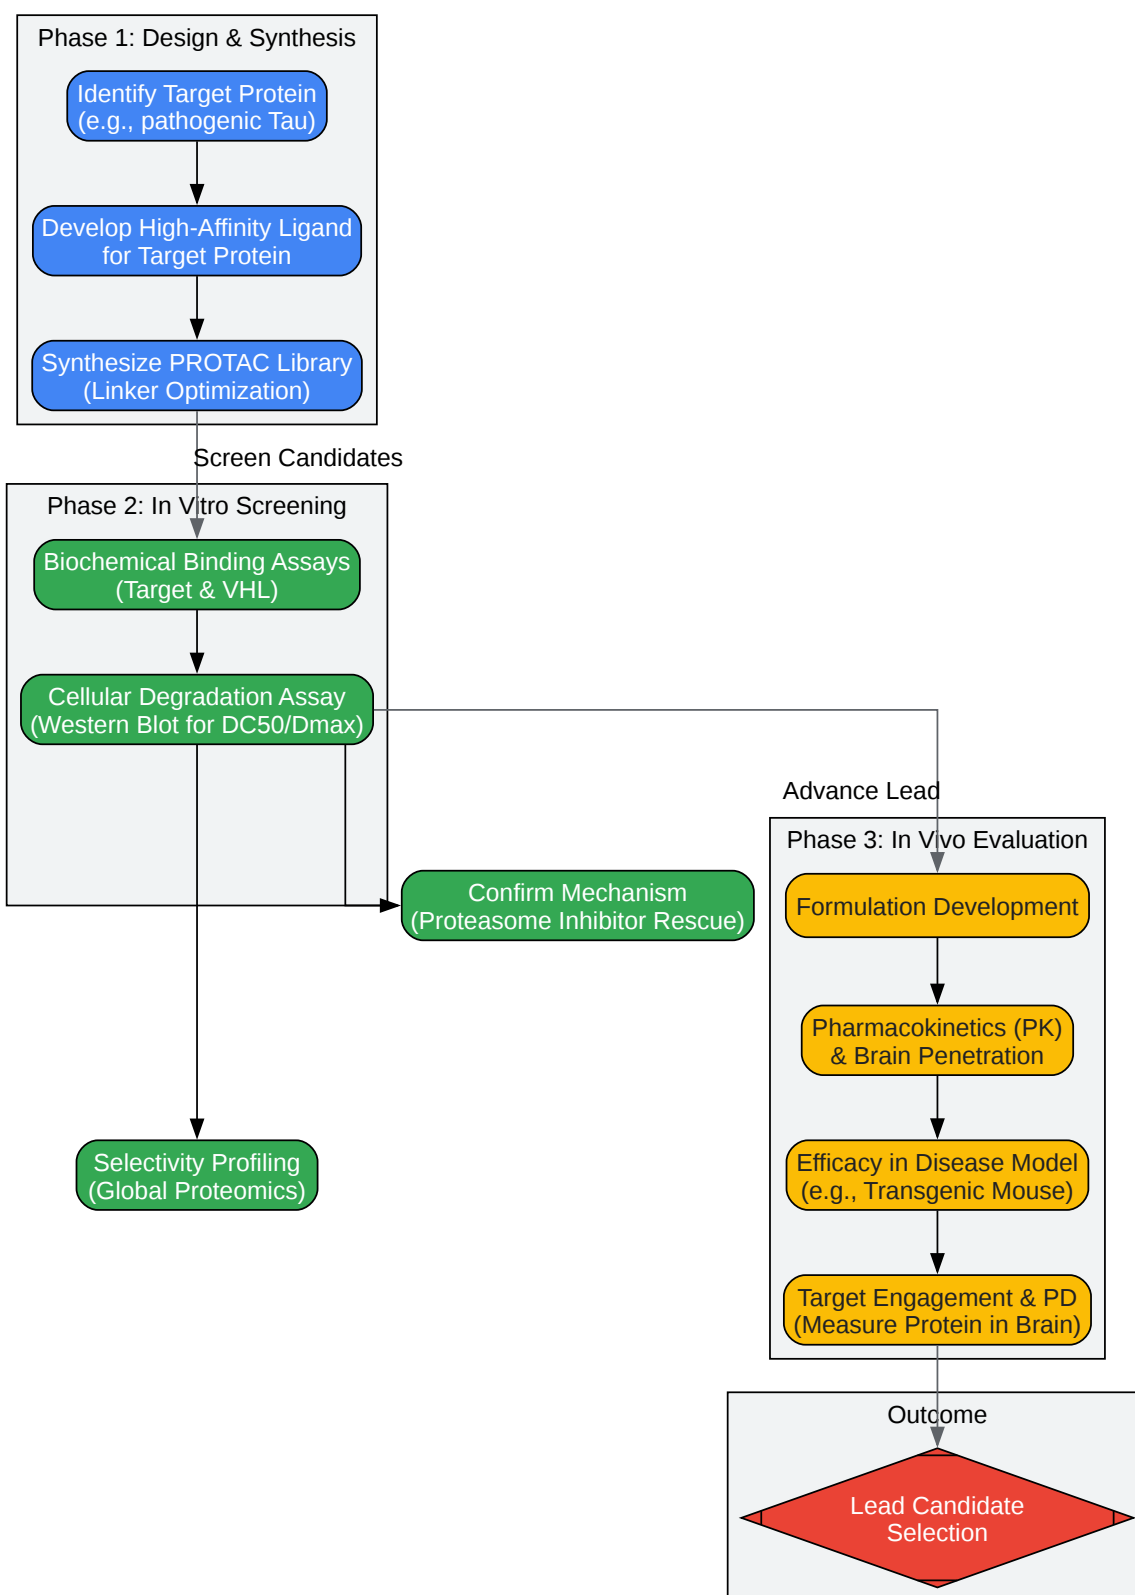 Phase 1: Design & Synthesis
Identify Target Protein
(e.g., pathogenic Tau)
Develop High-Affinity Ligand
for Target Protein
Synthesize PROTAC Library
(Linker Optimization)
Screen Candidates
Phase 2: In Vitro Screening
Biochemical Binding Assays
(Target & VHL)
Cellular Degradation Assay
(Western Blot for DC50/Dmax)
Confirm Mechanism
(Proteasome Inhibitor Rescue)
Selectivity Profiling
(Global Proteomics)
Advance Lead
Phase 3: In Vivo Evaluation
Formulation Development
Pharmacokinetics (PK)
& Brain Penetration
Efficacy in Disease Model
(e.g., Transgenic Mouse)
Target Engagement & PD
(Measure Protein in Brain)
Outcome
Lead Candidate
Selection